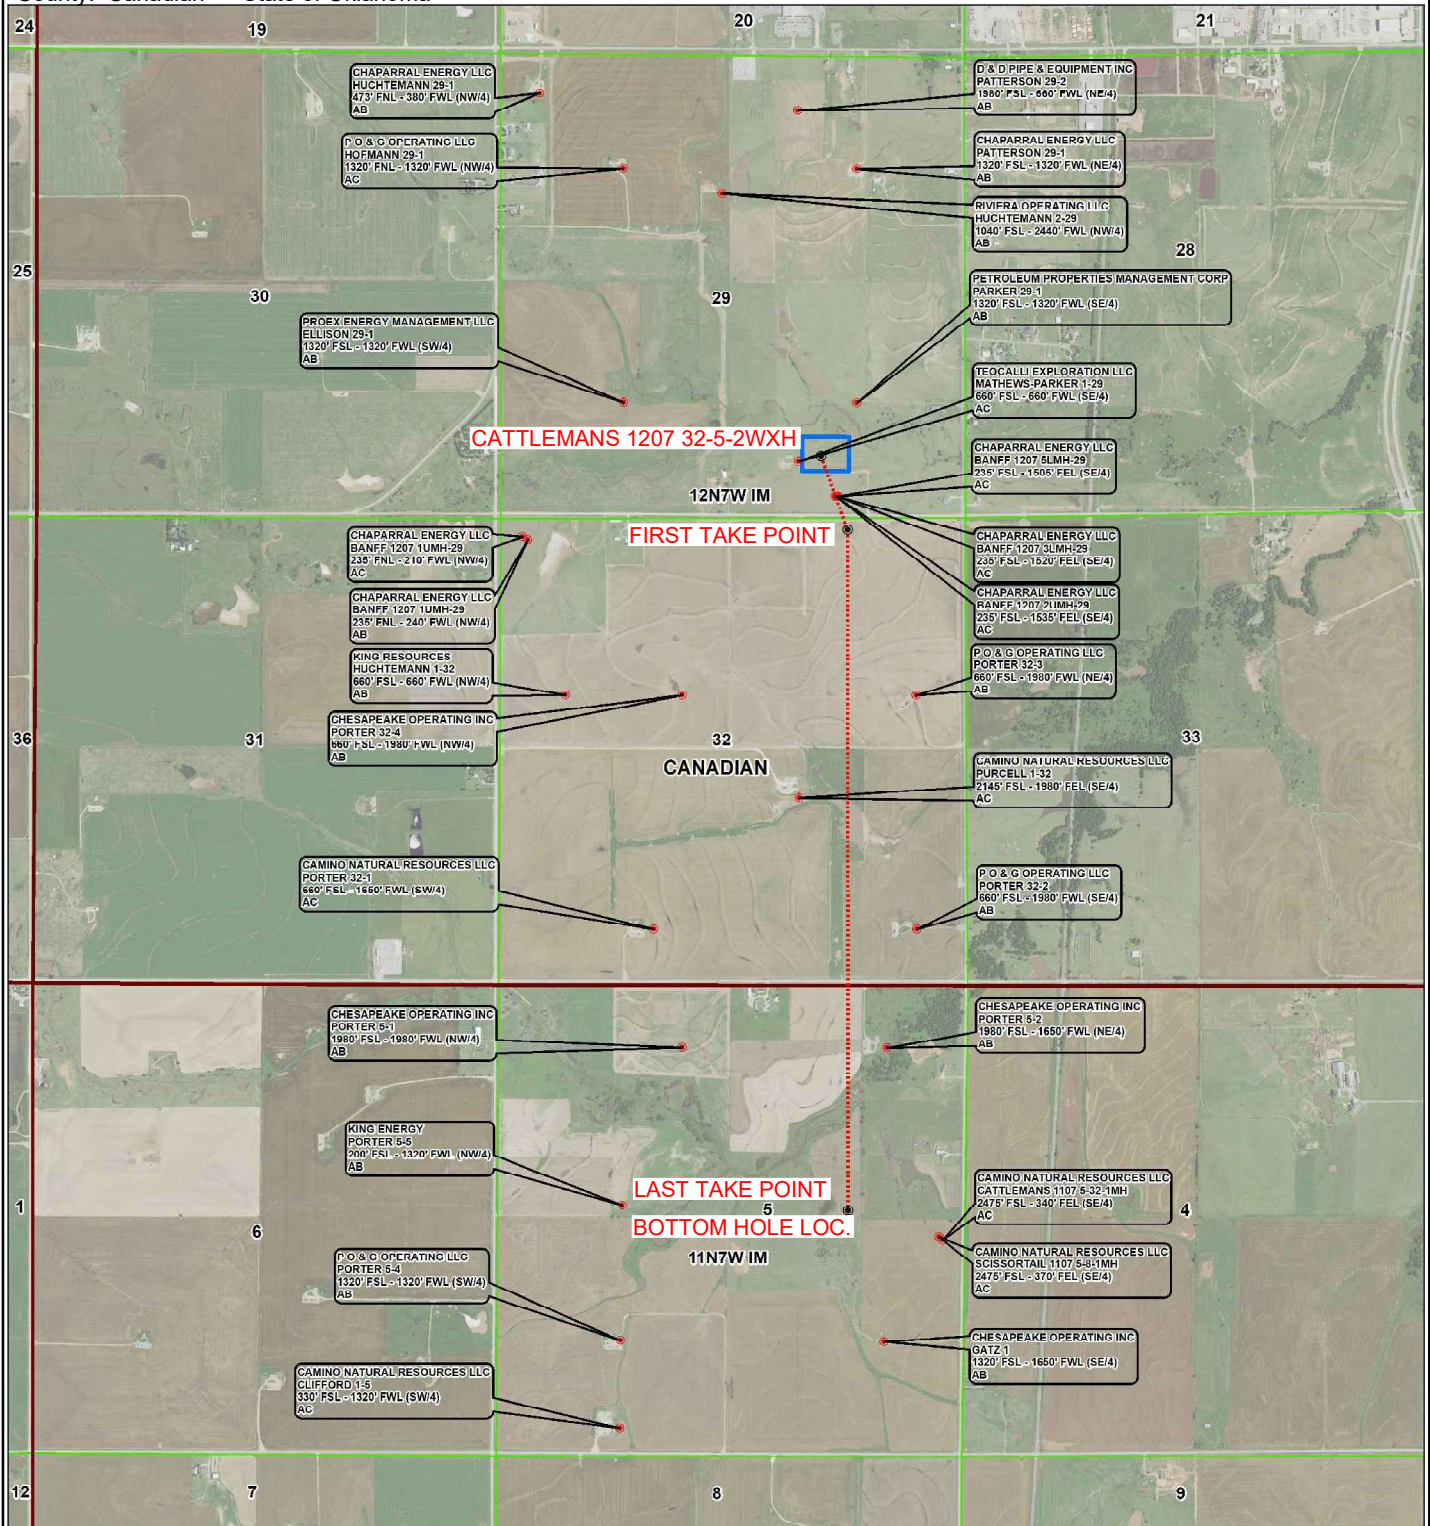 County: Canadian State of Oklahoma
24
19
20
21
CHAPARRAL ENERGY LLC
HUCHTEMANN 29-1
473' FNL - 380' FWL (NW/4)
AB
D & D PIPE & EQUIPMENT INC
PATTERSON 29-2
1980' FSL - 660' FWL (NE/4)
AB
P O & G OPERATING LLC
HOFMANN 29-1
1320' FNL - 1320' FWL (NW/4)
AC
CHAPARRAL ENERGY LLC
PATTERSON 29-1
1320' FSL - 1320' FWL (NE/4)
AB
RIVIERA OPERATING LLC
HUCHTEMANN 2-29
1040' FSL - 2440' FWL (NW/4)
AB
25
30
29
28
PETROLEUM PROPERTIES MANAGEMENT CORP
PARKER 29-1
1320' FSL - 1320' FWL (SE/4)
AB
PROEX ENERGY MANAGEMENT LLC
ELLISON 29-1
1320' FSL - 1320' FWL (SW/4)
AB
TEOCALLI EXPLORATION LLC
MATHEWS-PARKER 1-29
660' FSL - 660' FWL (SE/4)
AC
CATTLEMANS 1207 32-5-2WXH
CHAPARRAL ENERGY LLC
BANFF 1207 5LMH-29
235' FSL - 1505' FEL (SE/4)
AC
12N7W IM
FIRST TAKE POINT
CHAPARRAL ENERGY LLC
BANFF 1207 1UMH-29
235' FNL - 210' FWL (NW/4)
AC
CHAPARRAL ENERGY LLC
BANFF 1207 3LMH-29
235' FSL - 1520' FEL (SE/4)
AC
CHAPARRAL ENERGY LLC
BANFF 1207 1UMH-29
235' FNL - 240' FWL (NW/4)
AB
CHAPARRAL ENERGY LLC
BANFF 1207 2UMH-29
235' FSL - 1535' FEL (SE/4)
AC
KING RESOURCES
HUCHTEMANN 1-32
660' FSL - 660' FWL (NW/4)
AB
P O & G OPERATING LLC
PORTER 32-3
660' FSL - 1980' FWL (NE/4)
AB
CHESAPEAKE OPERATING INC
PORTER 32-4
660' FSL - 1980' FWL (NW/4)
AB
36
31
32
33
CANADIAN
CAMINO NATURAL RESOURCES LLC
PURCELL 1-32
2145' FSL - 1980' FEL (SE/4)
AC
CAMINO NATURAL RESOURCES LLC
PORTER 32-1
660' FSL - 1650' FWL (SW/4)
AC
P O & G OPERATING LLC
PORTER 32-2
660' FSL - 1980' FWL (SE/4)
AB
CHESAPEAKE OPERATING INC
PORTER 5-1
1980' FSL - 1980' FWL (NW/4)
AB
CHESAPEAKE OPERATING INC
PORTER 5-2
1980' FSL - 1650' FWL (NE/4)
AB
KING ENERGY
PORTER 5-5
200' FSL - 1320' FWL (NW/4)
AB
LAST TAKE POINT
CAMINO NATURAL RESOURCES LLC
CATTLEMANS 1107 5-32-1MH
2475' FSL - 340' FEL (SE/4)
AC
1
6
5
4
BOTTOM HOLE LOC.
11N7W IM
P O & G OPERATING LLC
PORTER 5-4
1320' FSL - 1320' FWL (SW/4)
AB
CAMINO NATURAL RESOURCES LLC
SCISSORTAIL 1107 5-8-1MH
2475' FSL - 370' FEL (SE/4)
AC
CHESAPEAKE OPERATING INC
GATZ 1
1320' FSL - 1650' FWL (SE/4)
AB
CAMINO NATURAL RESOURCES LLC
CLIFFORD 1-5
330' FSL - 1320' FWL (SW/4)
AC
12
7
8
9